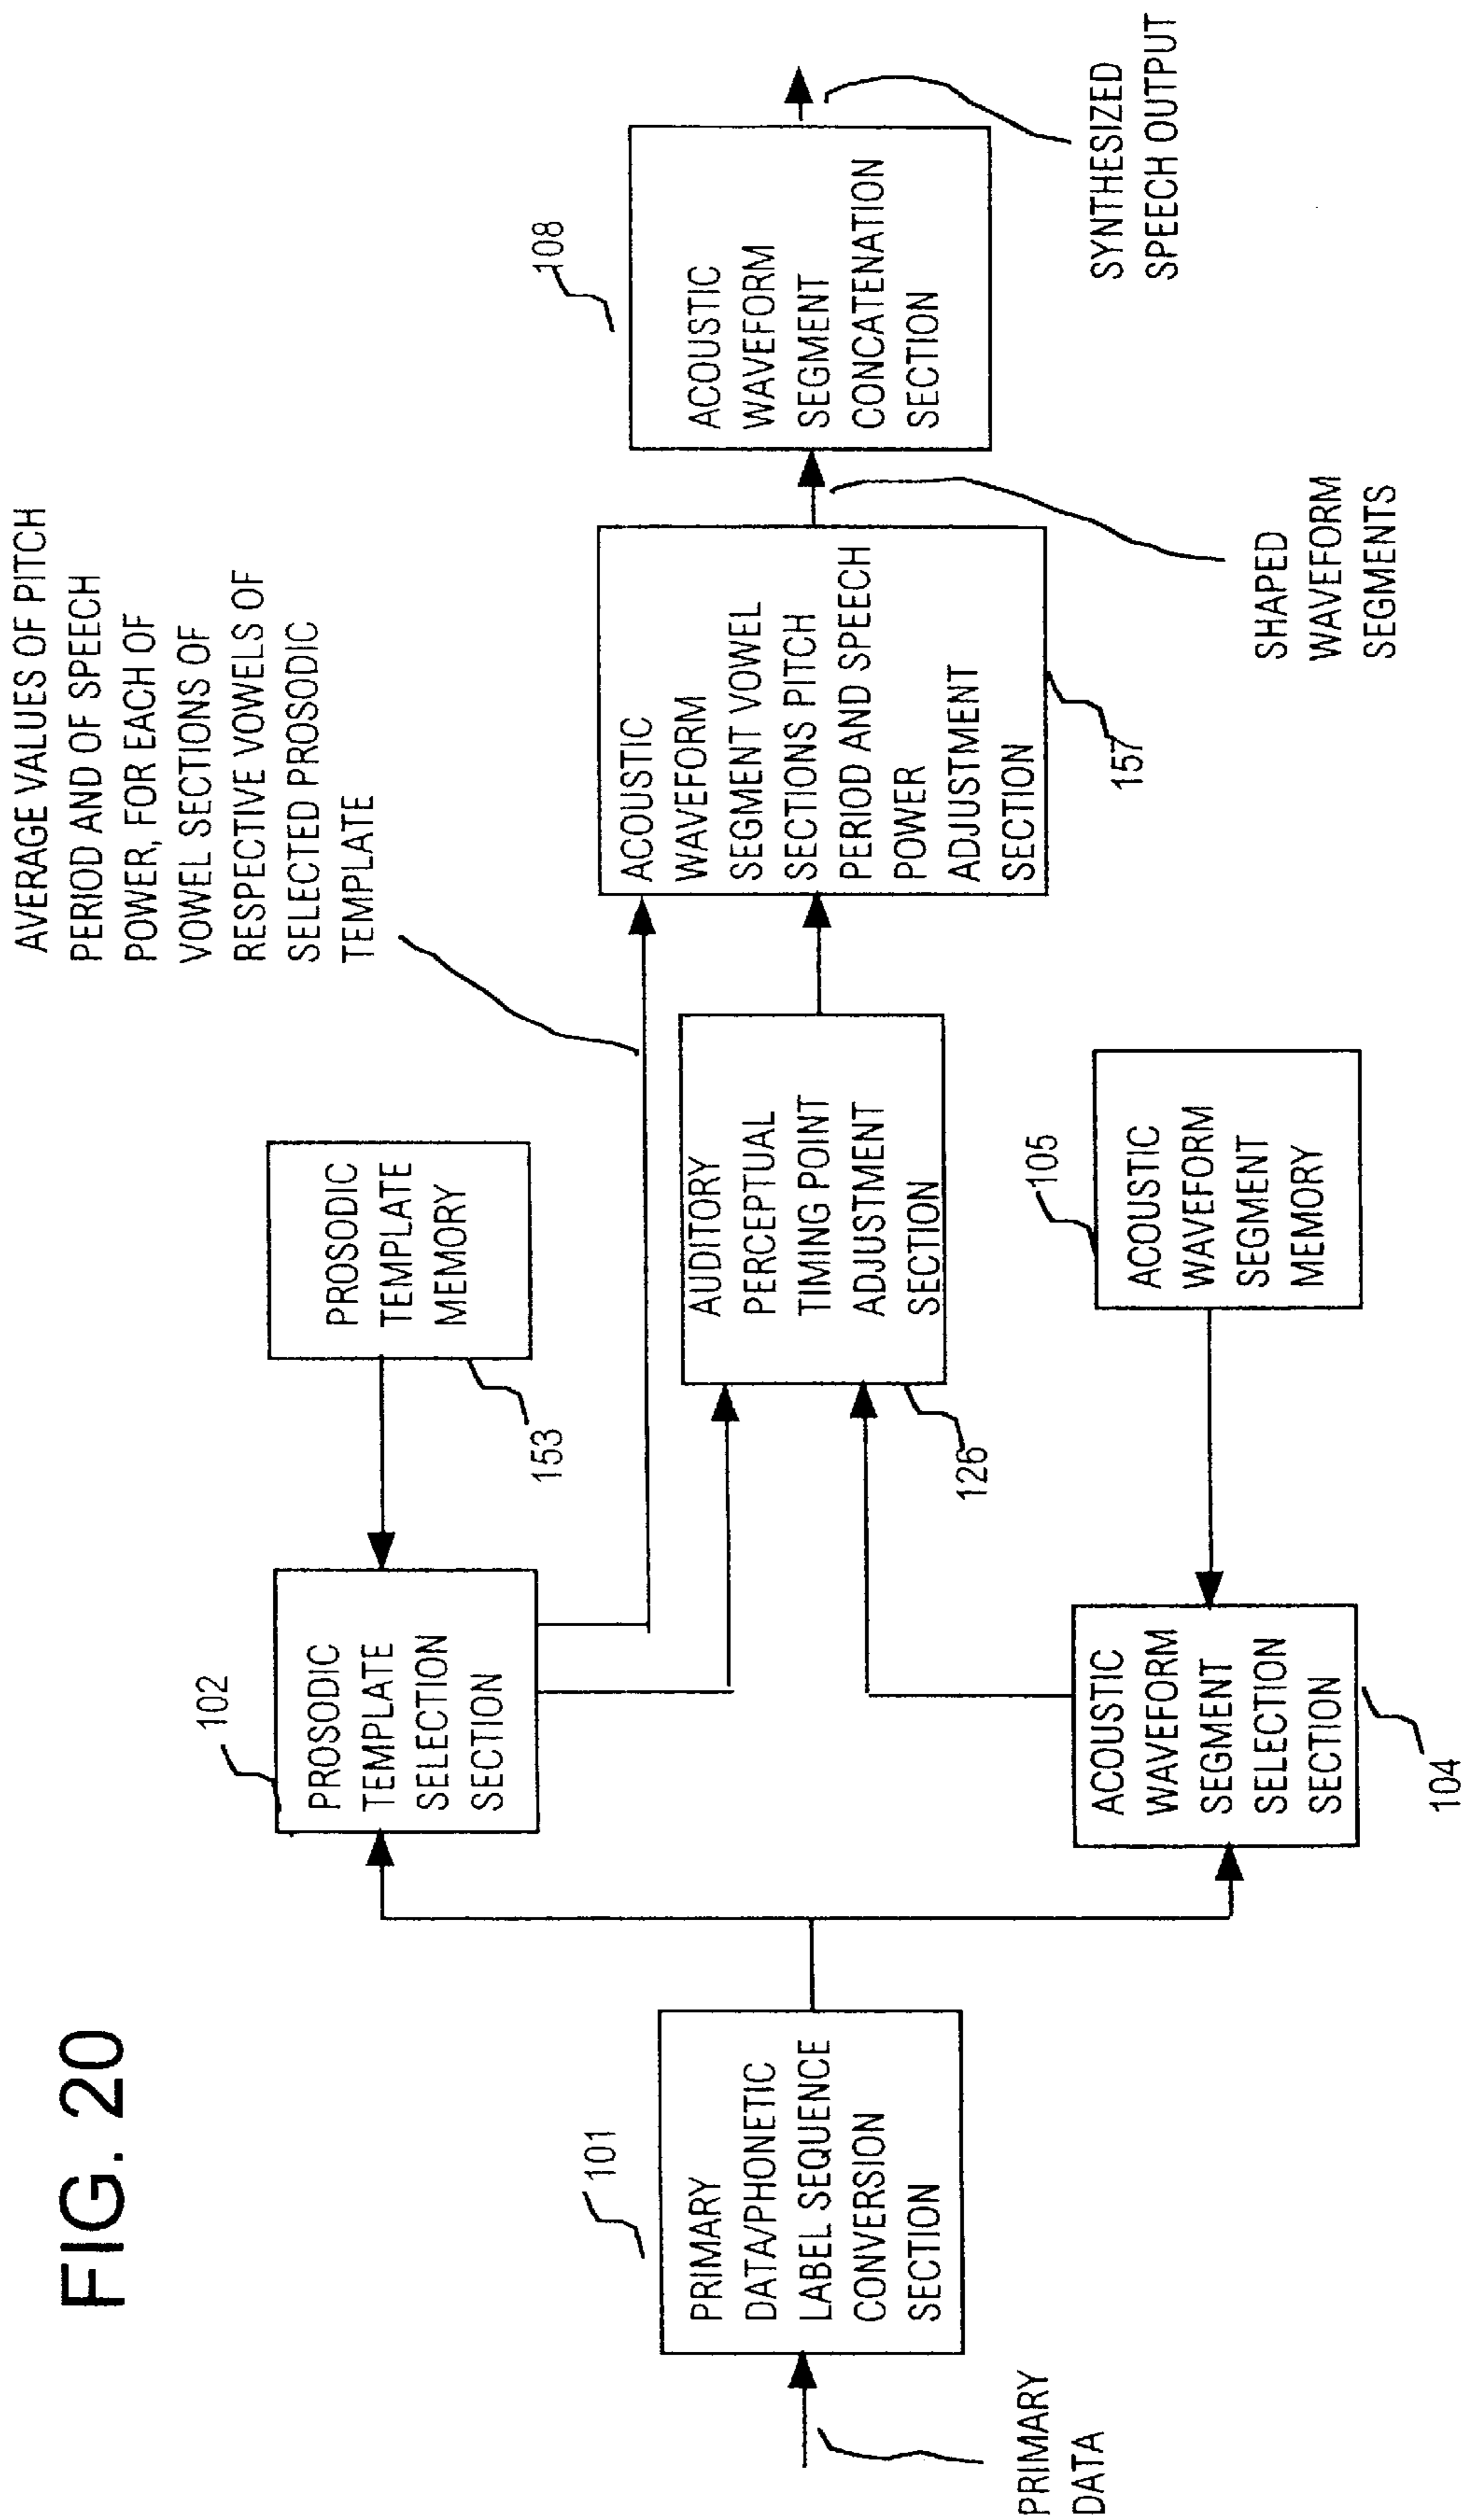 FIG. 20
PRIMARY
DATA
101
PRIMARY
DATA/PHONETIC
LABEL SEQUENCE
CONVERSION
SECTION
102
PROSODIC
TEMPLATE
SELECTION
SECTION
PROSODIC
TEMPLATE
MEMORY
153
ACOUSTIC
WAVEFORM
SEGMENT
SELECTION
SECTION
104
105
ACOUSTIC
WAVEFORM
SEGMENT
MEMORY
AUDITORY
PERCEPTUAL
TIMING POINT
ADJUSTMENT
SECTION
126
AVERAGE VALUES OF PITCH
PERIOD AND OF SPEECH
POWER, FOR EACH OF
VOWEL SECTIONS OF
RESPECTIVE VOWELS OF
SELECTED PROSODIC
TEMPLATE
ACOUSTIC
WAVEFORM
SEGMENT VOWEL
SECTIONS PITCH
PERIOD AND SPEECH
POWER
ADJUSTMENT
SECTION
157
SHAPED
WAVEFORM
SEGMENTS
108
ACOUSTIC
WAVEFORM
SEGMENT
CONCATENATION
SECTION
SYNTHESIZED
SPEECH OUTPUT